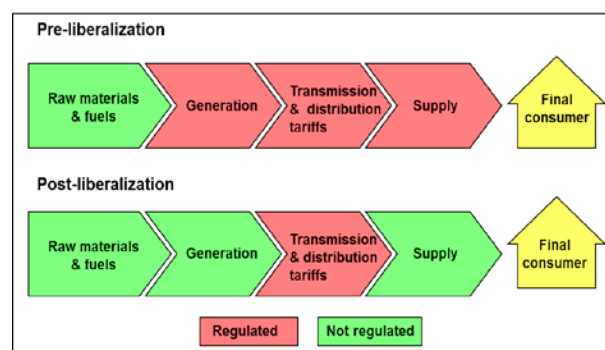 Pre-liberalization
Raw materials
& fuels
Generation
Transmission
& distribution
tariffs
Supply
Final
consumer
Post-liberalization
Raw materials
& fuels
Generation
Transmission
& distribution
tariffs
Supply
Final
consumer
Regulated
Not regulated